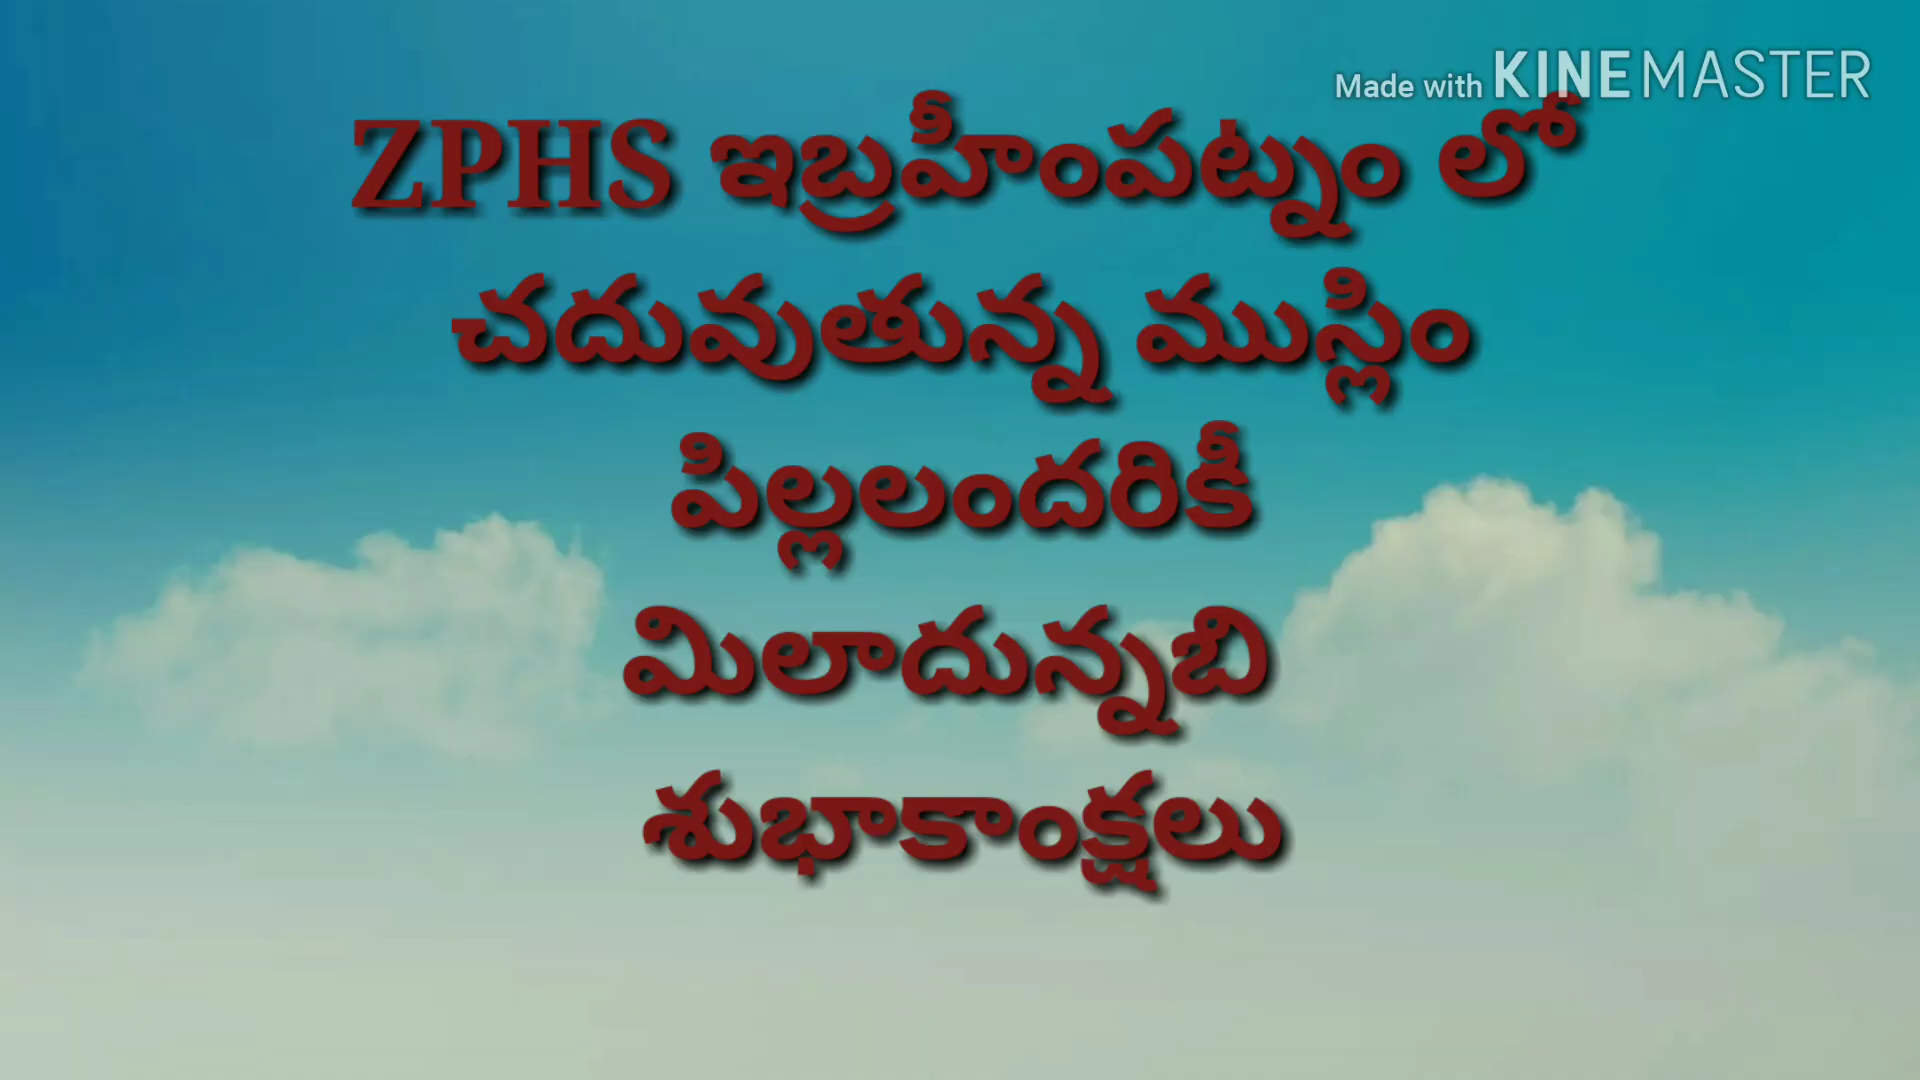 Made with KINEMASTER
ZPHS ఇబ్రహీంపట్నం లో
చదువుతున్న ముస్లిం
పిల్లలందరికీ
మిలాదున్నబి
శుభాకాంక్షలు